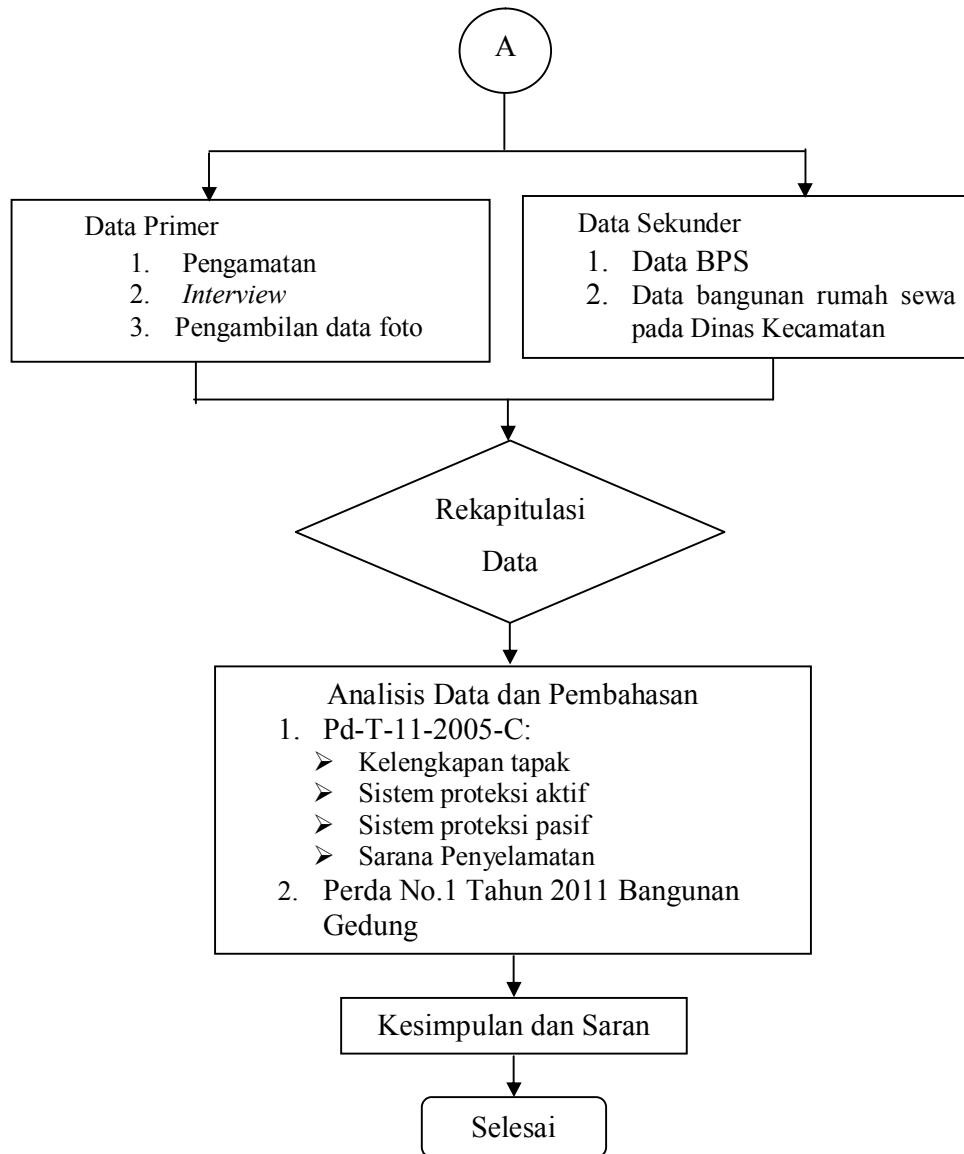 A
Data Primer
1. Pengamatan
2. Interview
3. Pengambilan data foto
Data Sekunder
1. Data BPS
2. Data bangunan rumah sewa
pada Dinas Kecamatan
Rekapitulasi
Data
Analisis Data dan Pembahasan
1. Pd-T-11-2005-C:
➢ Kelengkapan tapak
➢ Sistem proteksi aktif
➢ Sistem proteksi pasif
➢ Sarana Penyelamatan
2. Perda No.1 Tahun 2011 Bangunan
Gedung
Kesimpulan dan Saran
Selesai